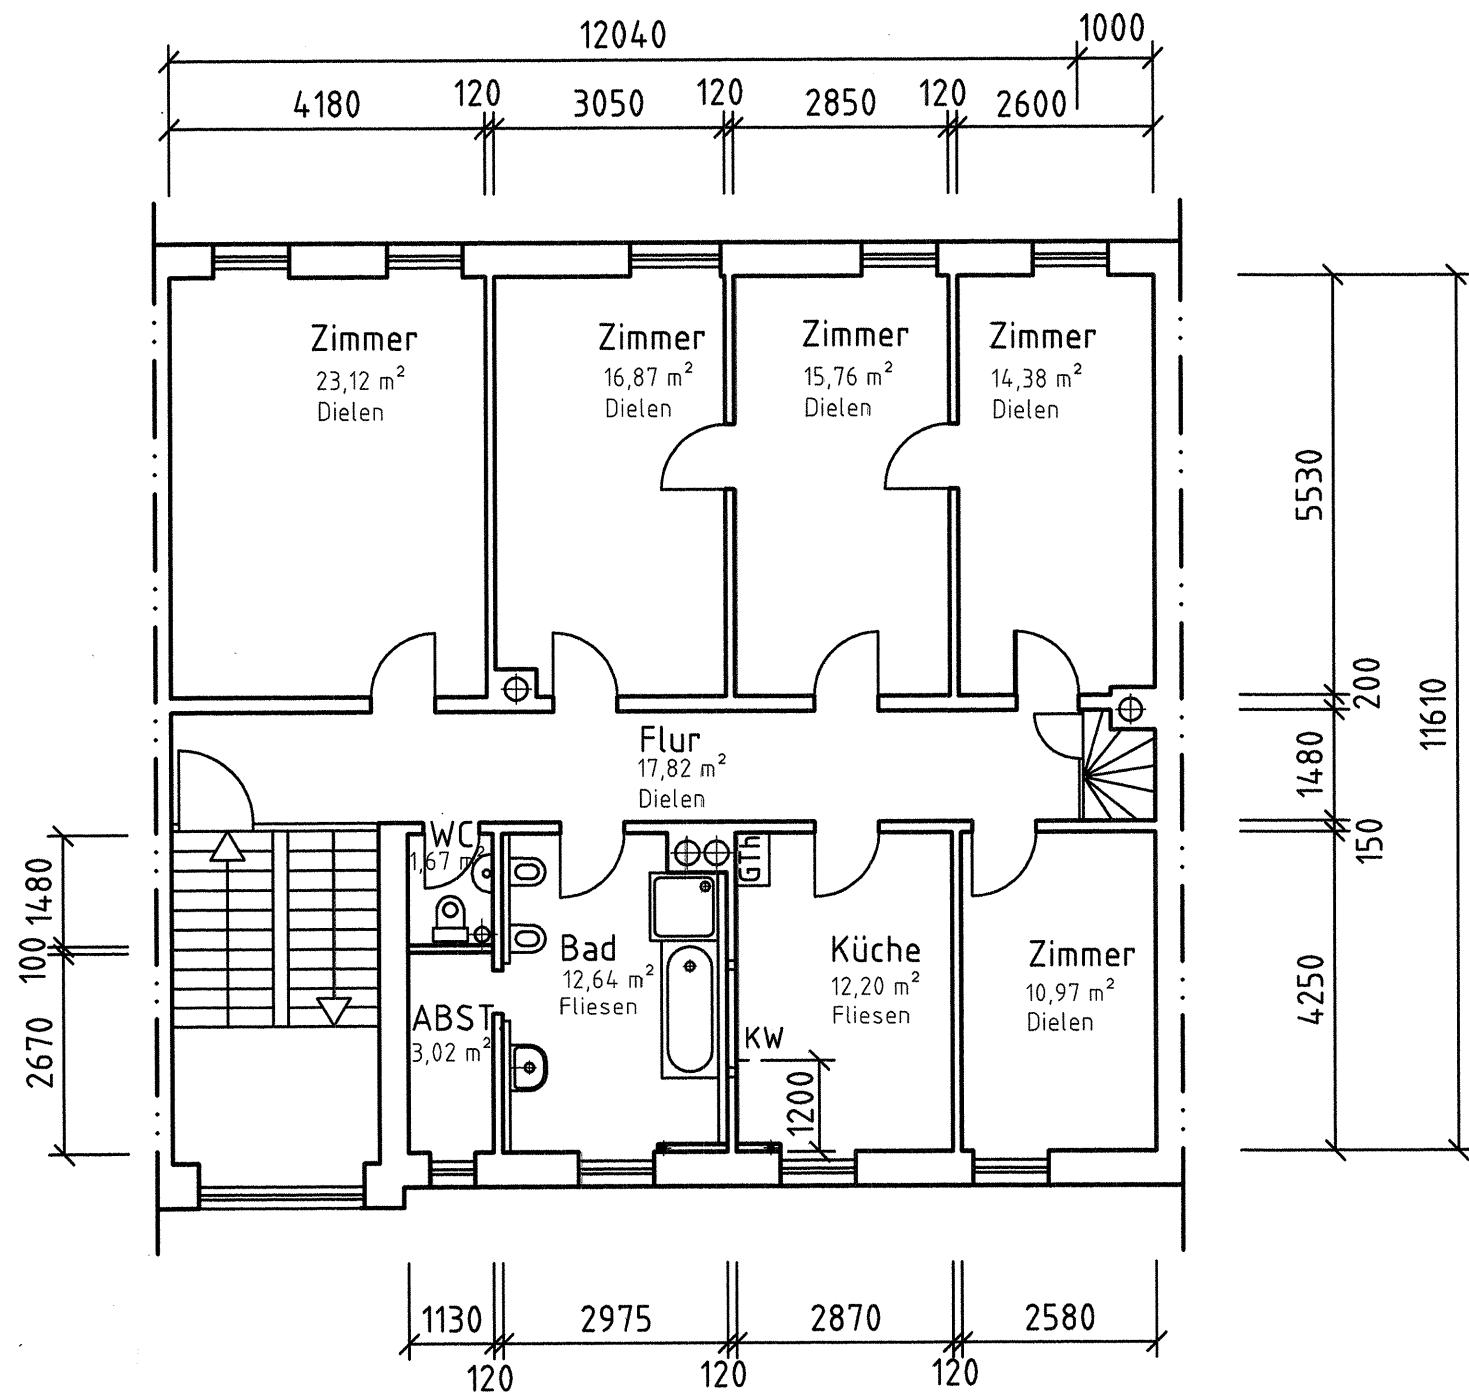 12040
1000
4180
120
3050
120
2850
120
2600
Zimmer
23,12 m²
Dielen
Zimmer
16,87 m²
Dielen
Zimmer
15,76 m²
Dielen
Zimmer
14,38 m²
Dielen
5530
200
11610
1480
150
4250
Flur
17,82 m²
Dielen
1480
100
2670
WC
1,67 m²
ABST
3,02 m²
Bad
12,64 m²
Fliesen
GTh
Küche
12,20 m²
Fliesen
KW
1200
Zimmer
10,97 m²
Dielen
1130
120
2975
120
2870
120
2580